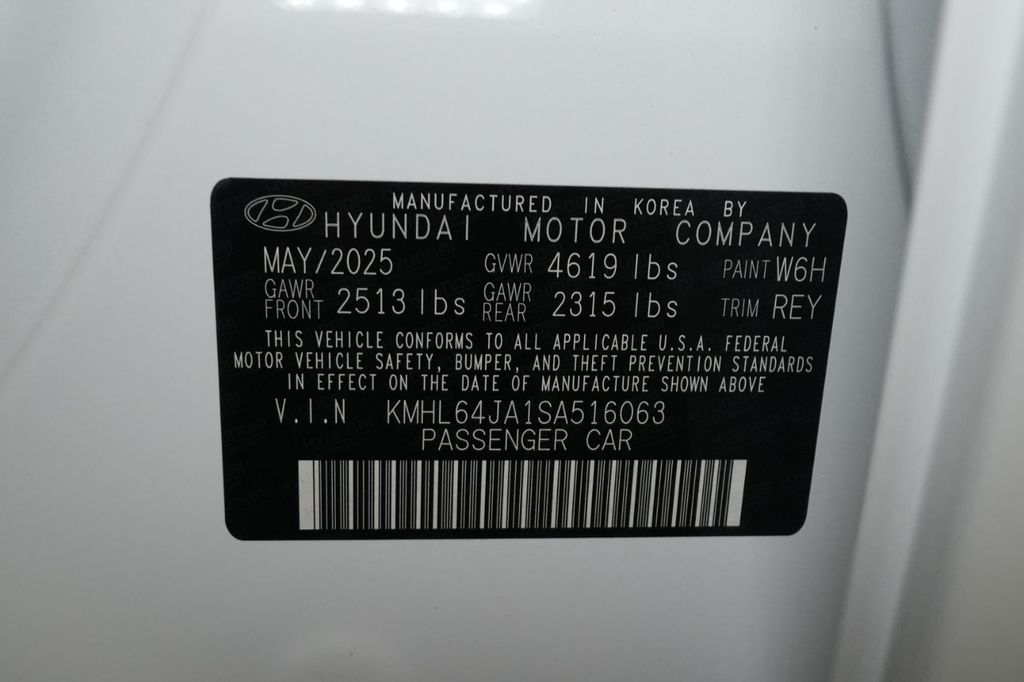 MANUFACTURED IN KOREA BY
HYUNDAI MOTOR COMPANY
MAY/2025 GVWR 4619 lbs PAINT W6H
GAWR FRONT 2513 lbs GAWR REAR 2315 lbs TRIM REY
THIS VEHICLE CONFORMS TO ALL APPLICABLE U.S.A. FEDERAL
MOTOR VEHICLE SAFETY, BUMPER, AND THEFT PREVENTION STANDARDS
IN EFFECT ON THE DATE OF MANUFACTURE SHOWN ABOVE
V.I.N KMHL64JA1SA516063
PASSENGER CAR